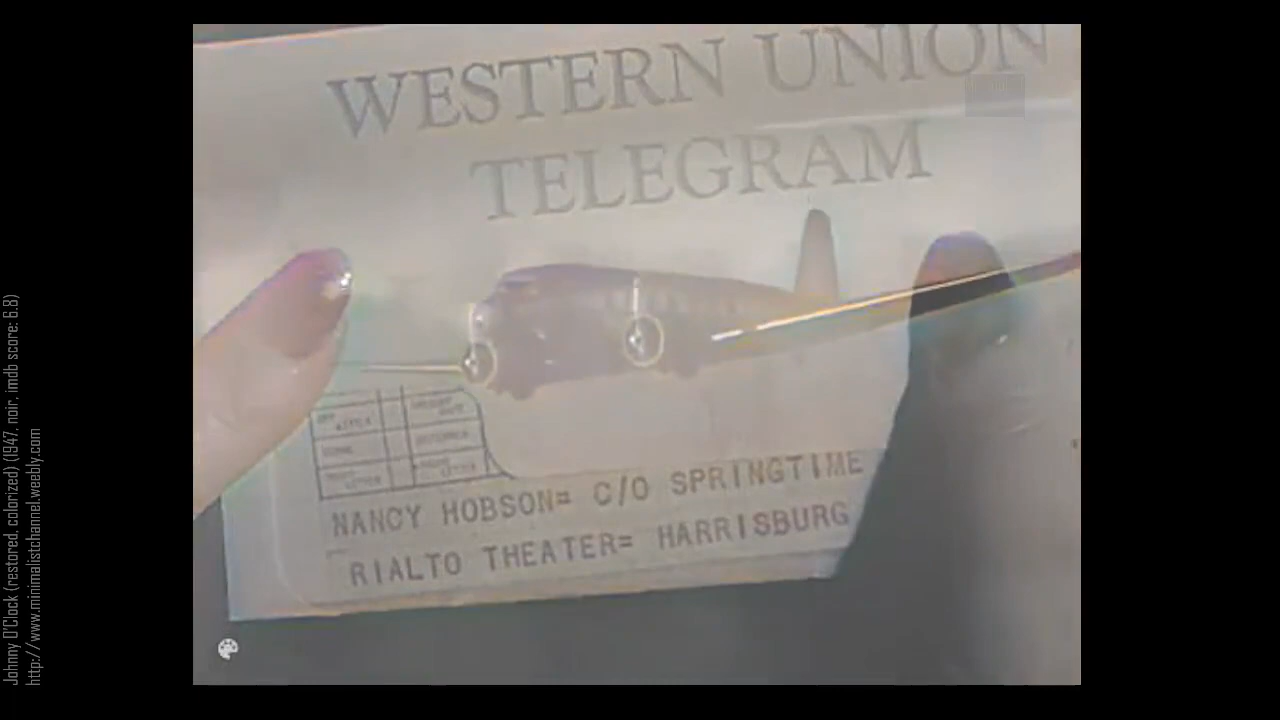 WESTERN UNION
TELEGRAM
NANCY HOBSON= C/O SPRINGTIME
RIALTO THEATER= HARRISBURG
Johnny O'Clock (restored, colorized) (1947, noir, imdb score: 6.8)
http://www.minimalistchannel.weebly.com